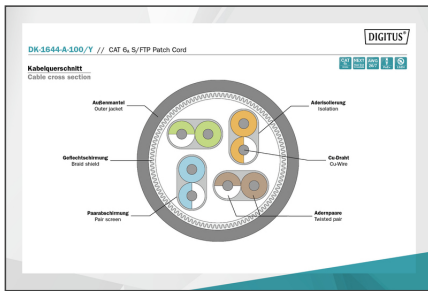 DIGITUS®
DK-1644-A-100/Y // CAT 6A S/FTP Patch Cord
Kabelquerschnitt
Cable cross section
Außenmantel
Outer jacket
Aderisolierung
Isolation
Geflechtschirmung
Braid shield
Cu-Draht
Cu-Wire
Paarabschirmung
Pair screen
Adernpaare
Twisted pair